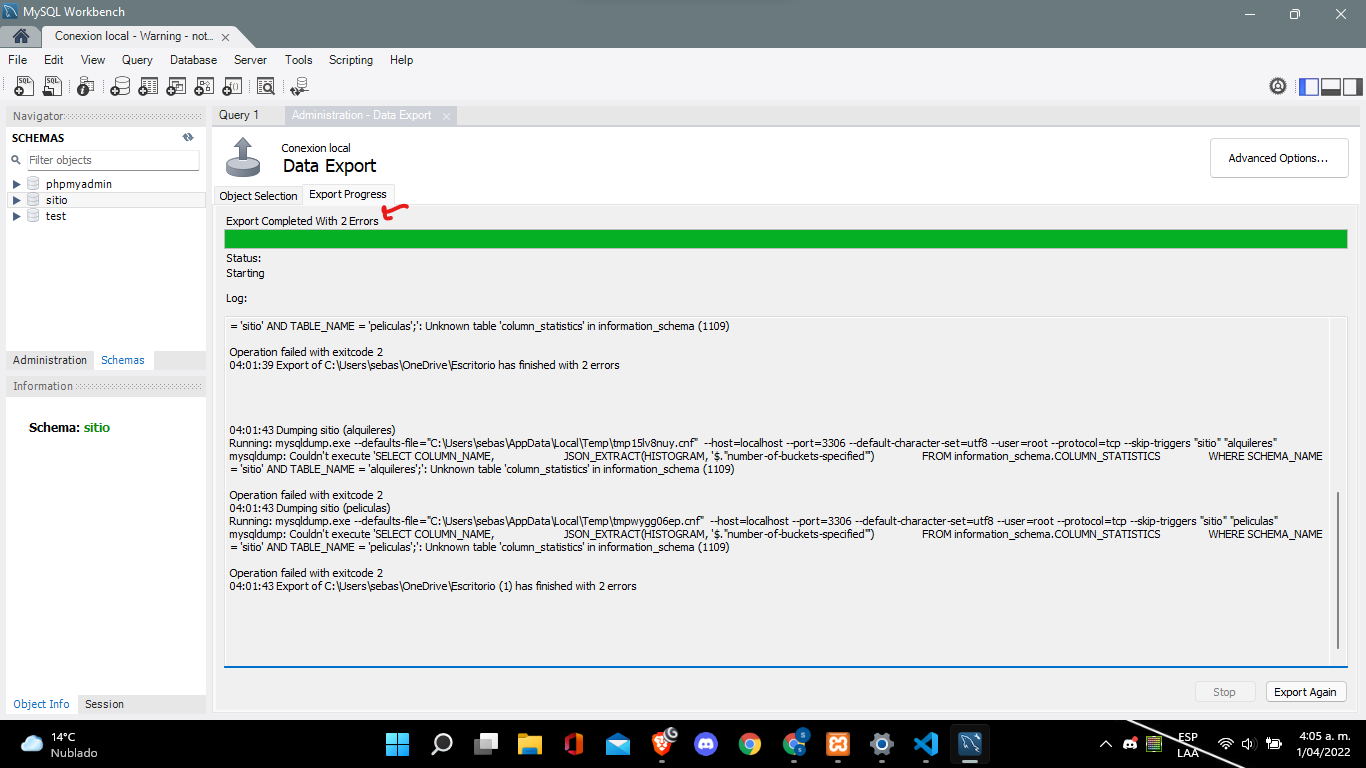 MySQL Workbench
Conexion local - Warning - not...
File Edit View Query Database Server Tools Scripting Help
Navigator
SCHEMAS
Filter objects
phpmyadmin
sitio
test
Administration Schemas
Information
Schema: sitio
Object Info Session
Query 1 Administration - Data Export
Conexion local
Data Export
Advanced Options...
Object Selection Export Progress
Export Completed With 2 Errors
Status:
Starting
Log:
= 'sitio' AND TABLE_NAME = 'peliculas';': Unknown table 'column_statistics' in information_schema (1109)
Operation failed with exitcode 2
04:01:39 Export of C:\Users\sebas\OneDrive\Escritorio has finished with 2 errors
04:01:43 Dumping sitio (alquileres)
Running: mysqldump.exe --defaults-file="C:\Users\sebas\AppData\Local\Temp\tmp15lv8nuy.cnf" --host=localhost --port=3306 --default-character-set=utf8 --user=root --protocol=tcp --skip-triggers "sitio" "alquileres"
mysqldump: Couldn't execute 'SELECT COLUMN_NAME, JSON_EXTRACT(HISTOGRAM, '$."number-of-buckets-specified"') FROM information_schema.COLUMN_STATISTICS WHERE SCHEMA_NAME
= 'sitio' AND TABLE_NAME = 'alquileres';': Unknown table 'column_statistics' in information_schema (1109)
Operation failed with exitcode 2
04:01:43 Dumping sitio (peliculas)
Running: mysqldump.exe --defaults-file="C:\Users\sebas\AppData\Local\Temp\tmpwygg06ep.cnf" --host=localhost --port=3306 --default-character-set=utf8 --user=root --protocol=tcp --skip-triggers "sitio" "peliculas"
mysqldump: Couldn't execute 'SELECT COLUMN_NAME, JSON_EXTRACT(HISTOGRAM, '$."number-of-buckets-specified"') FROM information_schema.COLUMN_STATISTICS WHERE SCHEMA_NAME
= 'sitio' AND TABLE_NAME = 'peliculas';': Unknown table 'column_statistics' in information_schema (1109)
Operation failed with exitcode 2
04:01:43 Export of C:\Users\sebas\OneDrive\Escritorio (1) has finished with 2 errors
Stop Export Again
14°C
Nublado
ESP
LAA
4:05 a. m.
1/04/2022